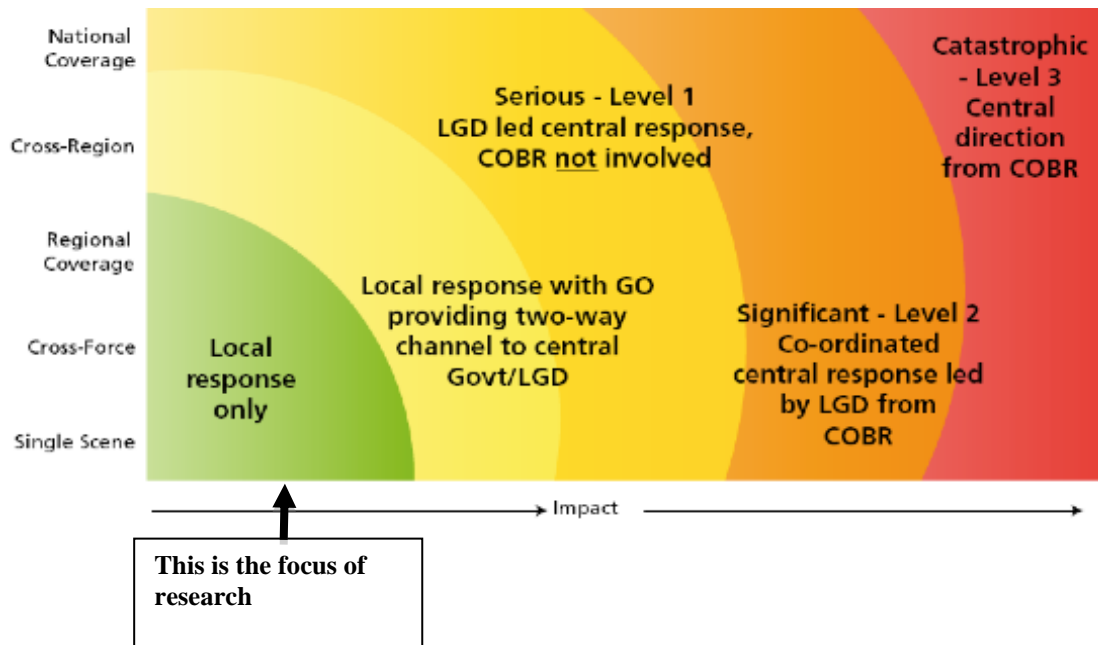 National
Coverage
Cross-Region
Regional
Coverage
Cross-Force
Single Scene
Local
response
only
Local response with GO
providing two-way
channel to central
Govt/LGD
Serious - Level 1
LGD led central response,
COBR not involved
Significant - Level 2
Co-ordinated
central response led
by LGD from
COBR
Catastrophic
- Level 3
Central
direction
from COBR
Impact
This is the focus of
research